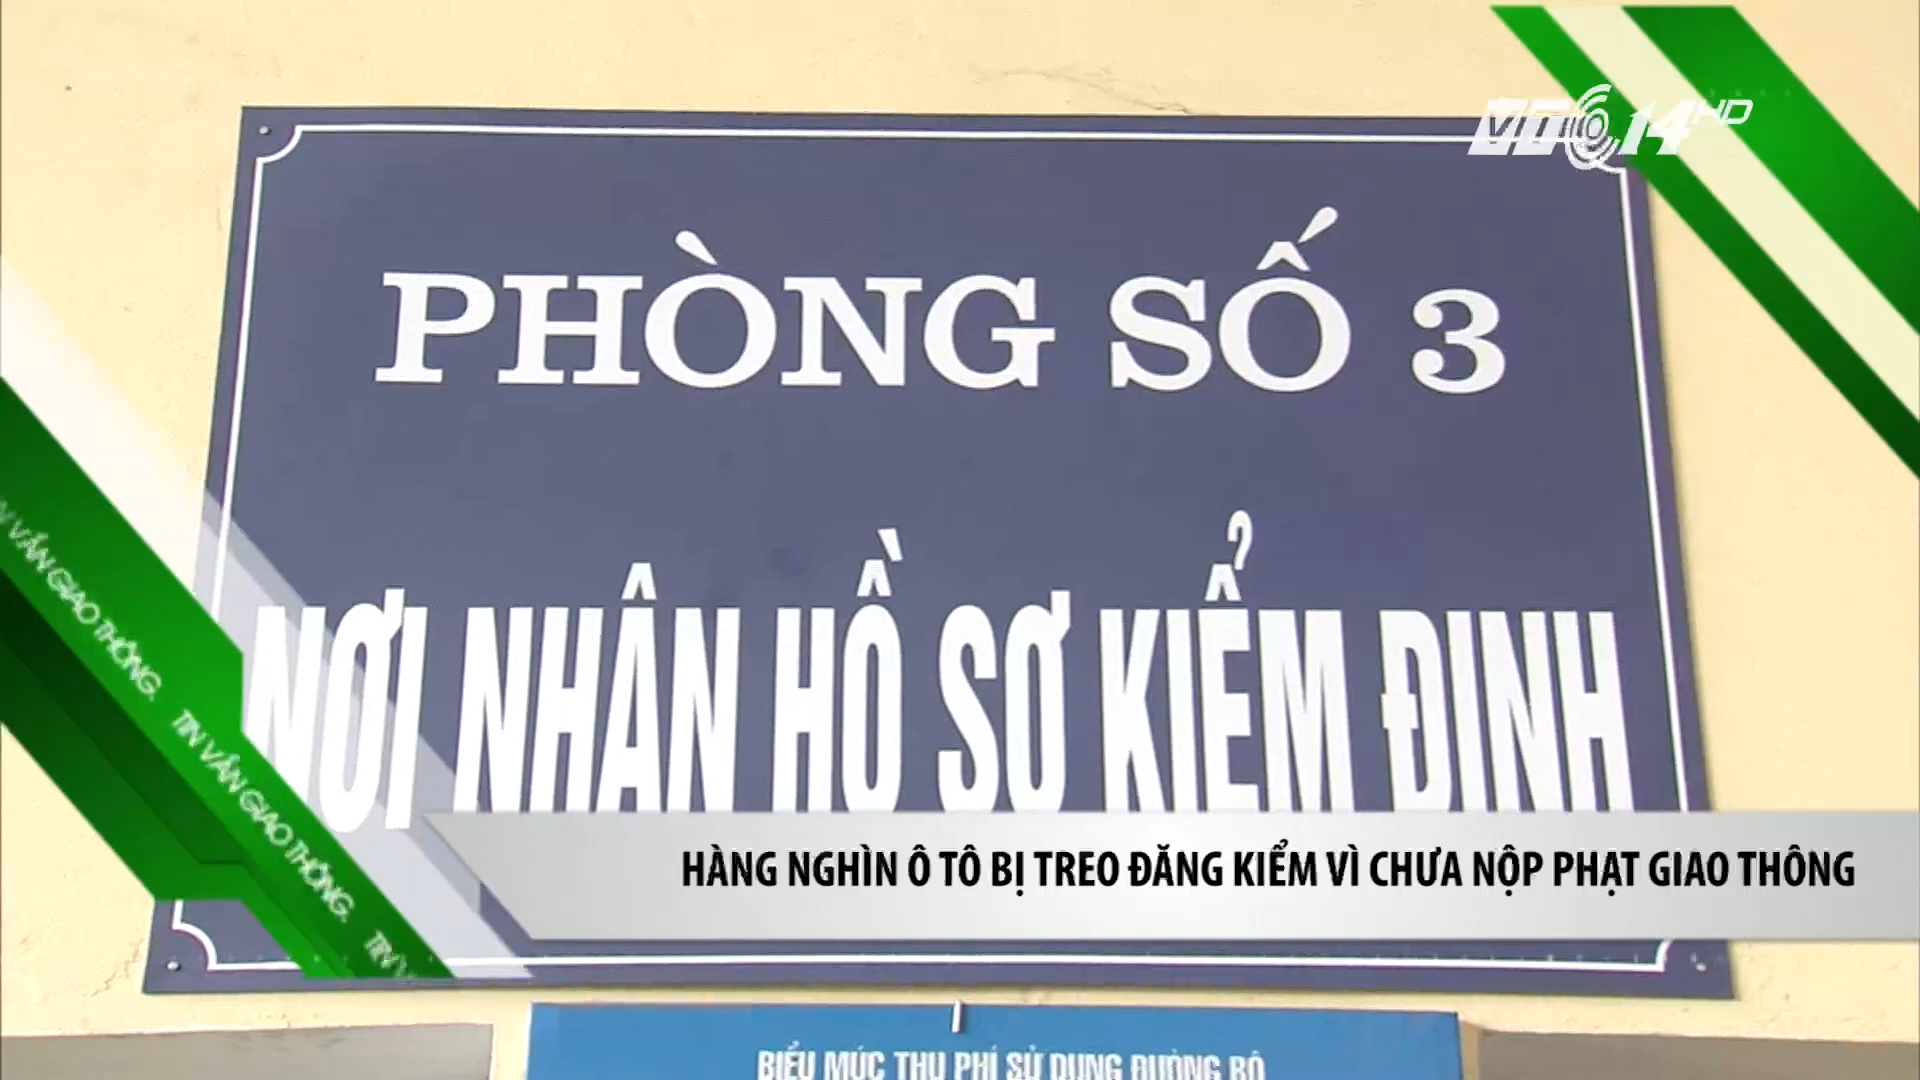 VTC14HD
PHÒNG SỐ 3
NƠI NHẬN HỒ SƠ KIỂM ĐỊNH
TIN VẮN GIAO THÔNG. TIN VẮN GIAO THÔNG. TIN V
HÀNG NGHÌN Ô TÔ BỊ TREO ĐĂNG KIỂM VÌ CHƯA NỘP PHẠT GIAO THÔNG
BIỂU MỨC THU PHÍ SỬ DỤNG ĐƯỜNG BỘ